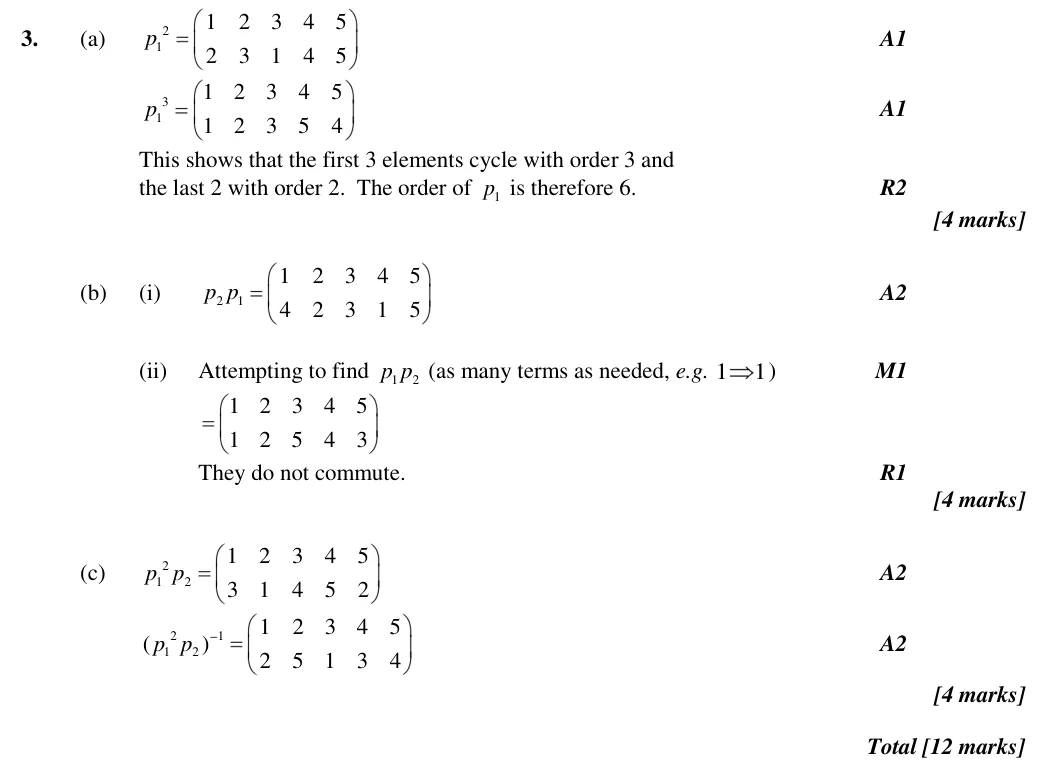 3. (a) p₁² = (1 2 3 4 5
2 3 1 4 5) A1
p₁³ = (1 2 3 4 5
1 2 3 5 4) A1
This shows that the first 3 elements cycle with order 3 and
the last 2 with order 2. The order of p₁ is therefore 6. R2
[4 marks]
(b) (i) p₂p₁ = (1 2 3 4 5
4 2 3 1 5) A2
(ii) Attempting to find p₁p₂ (as many terms as needed, e.g. 1⇒1) M1
= (1 2 3 4 5
1 2 5 4 3)
They do not commute. R1
[4 marks]
(c) p₁²p₂ = (1 2 3 4 5
3 1 4 5 2) A2
(p₁²p₂)⁻¹ = (1 2 3 4 5
2 5 1 3 4) A2
[4 marks]
Total [12 marks]